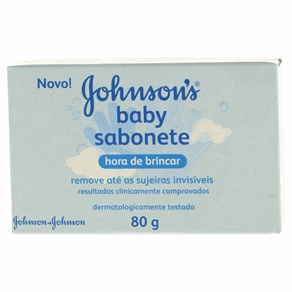 Novo!
Johnson's®
baby
sabonete
hora de brincar
remove até as sujeiras invisíveis
resultados clinicamente comprovados
dermatologicamente testado
Johnson & Johnson
80 g